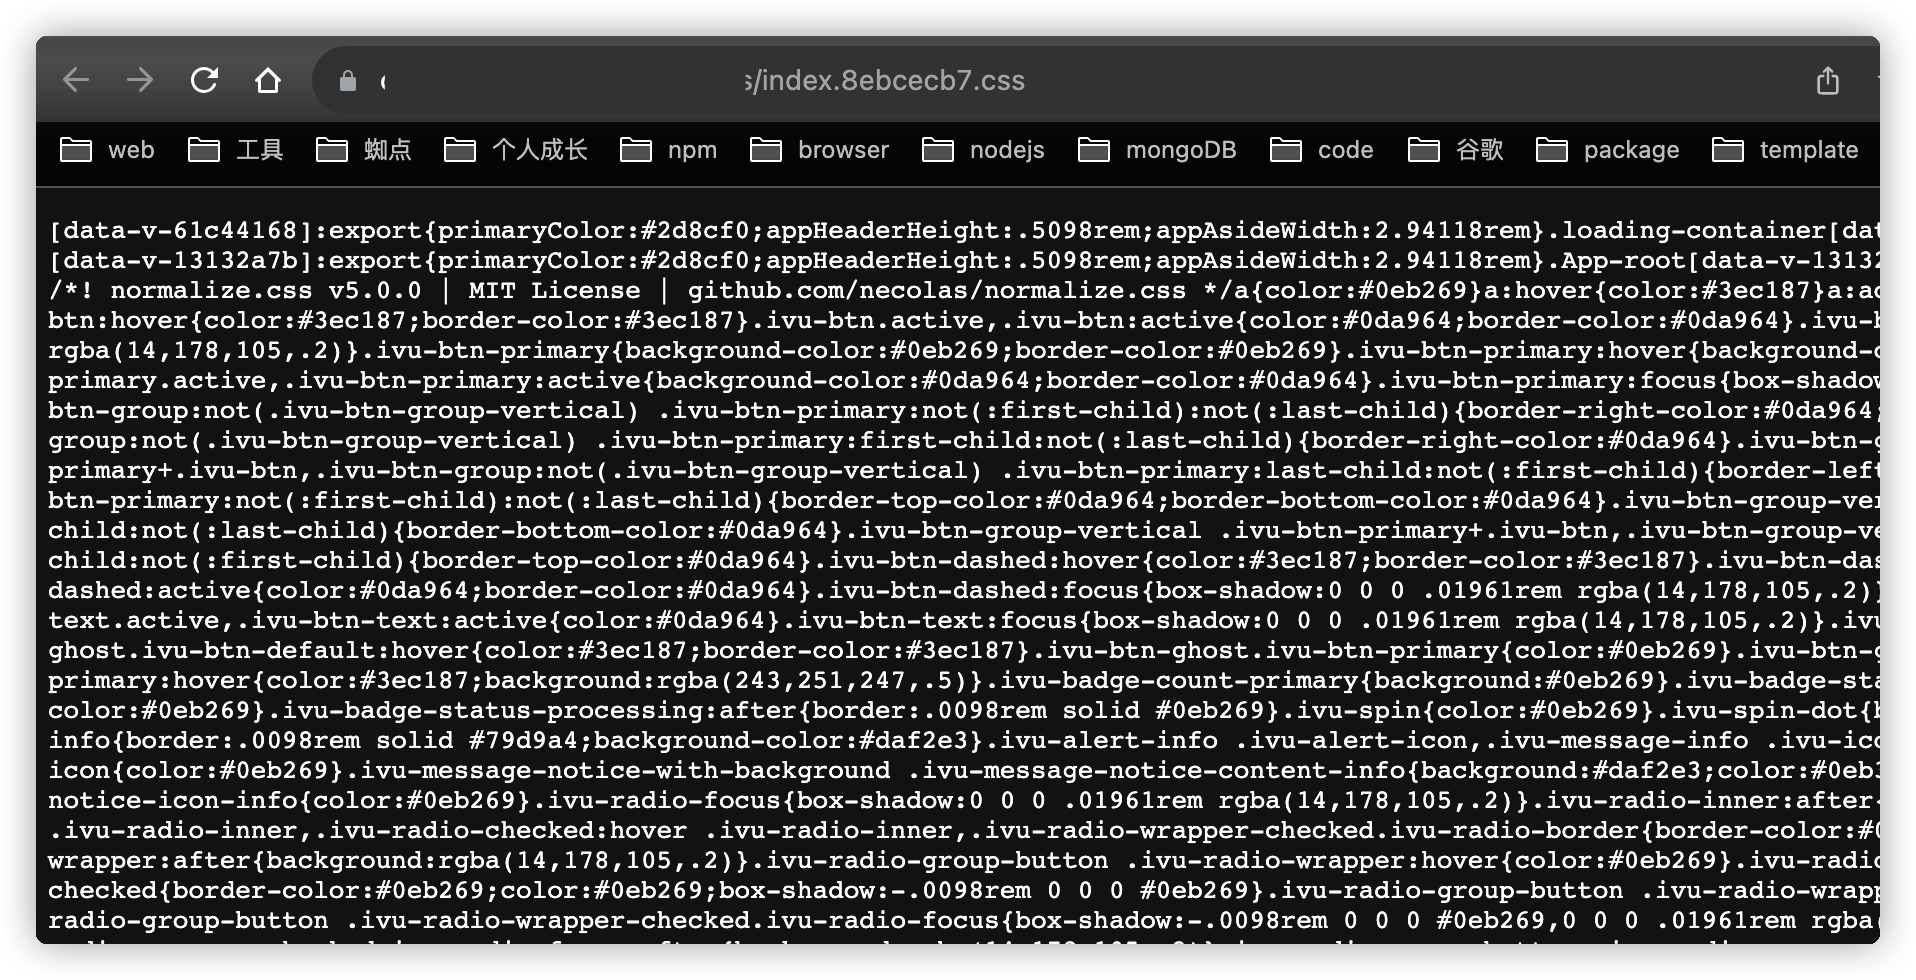 s/index.8ebcecb7.css
web 工具 蜘点 个人成长 npm browser nodejs mongoDB code 谷歌 package template
[data-v-61c44168]:export{primaryColor:#2d8cf0;appHeaderHeight:.5098rem;appAsideWidth:2.94118rem}.loading-container[dat
[data-v-13132a7b]:export{primaryColor:#2d8cf0;appHeaderHeight:.5098rem;appAsideWidth:2.94118rem}.App-root[data-v-13132
/*! normalize.css v5.0.0 | MIT License | github.com/necolas/normalize.css */a{color:#0eb269}a:hover{color:#3ec187}a:ac
btn:hover{color:#3ec187;border-color:#3ec187}.ivu-btn.active,.ivu-btn:active{color:#0da964;border-color:#0da964}.ivu-b
rgba(14,178,105,.2)}.ivu-btn-primary{background-color:#0eb269;border-color:#0eb269}.ivu-btn-primary:hover{background-c
primary.active,.ivu-btn-primary:active{background-color:#0da964;border-color:#0da964}.ivu-btn-primary:focus{box-shadow
btn-group:not(.ivu-btn-group-vertical) .ivu-btn-primary:not(:first-child):not(:last-child){border-right-color:#0da964;
group:not(.ivu-btn-group-vertical) .ivu-btn-primary:first-child:not(:last-child){border-right-color:#0da964}.ivu-btn-g
primary+.ivu-btn,.ivu-btn-group:not(.ivu-btn-group-vertical) .ivu-btn-primary:last-child:not(:first-child){border-left
btn-primary:not(:first-child):not(:last-child){border-top-color:#0da964;border-bottom-color:#0da964}.ivu-btn-group-ver
child:not(:last-child){border-bottom-color:#0da964}.ivu-btn-group-vertical .ivu-btn-primary+.ivu-btn,.ivu-btn-group-ve
child:not(:first-child){border-top-color:#0da964}.ivu-btn-dashed:hover{color:#3ec187;border-color:#3ec187}.ivu-btn-das
dashed:active{color:#0da964;border-color:#0da964}.ivu-btn-dashed:focus{box-shadow:0 0 0 .01961rem rgba(14,178,105,.2)}
text.active,.ivu-btn-text:active{color:#0da964}.ivu-btn-text:focus{box-shadow:0 0 0 .01961rem rgba(14,178,105,.2)}.ivu
ghost.ivu-btn-default:hover{color:#3ec187;border-color:#3ec187}.ivu-btn-ghost.ivu-btn-primary{color:#0eb269}.ivu-btn-g
primary:hover{color:#3ec187;background:rgba(243,251,247,.5)}.ivu-badge-count-primary{background:#0eb269}.ivu-badge-sta
color:#0eb269}.ivu-badge-status-processing:after{border:.0098rem solid #0eb269}.ivu-spin{color:#0eb269}.ivu-spin-dot{b
info{border:.0098rem solid #79d9a4;background-color:#daf2e3}.ivu-alert-info .ivu-alert-icon,.ivu-message-info .ivu-ico
icon{color:#0eb269}.ivu-message-notice-with-background .ivu-message-notice-content-info{background:#daf2e3;color:#0eb
notice-icon-info{color:#0eb269}.ivu-radio-focus{box-shadow:0 0 0 .01961rem rgba(14,178,105,.2)}.ivu-radio-inner:after
.ivu-radio-inner,.ivu-radio-checked:hover .ivu-radio-inner,.ivu-radio-wrapper-checked.ivu-radio-border{border-color:#0
wrapper:after{background:rgba(14,178,105,.2)}.ivu-radio-group-button .ivu-radio-wrapper:hover{color:#0eb269}.ivu-radio
checked{border-color:#0eb269;color:#0eb269;box-shadow:-.0098rem 0 0 0 #0eb269}.ivu-radio-group-button .ivu-radio-wrapp
radio-group-button .ivu-radio-wrapper-checked.ivu-radio-focus{box-shadow:-.0098rem 0 0 0 #0eb269,0 0 0 .01961rem rgba(